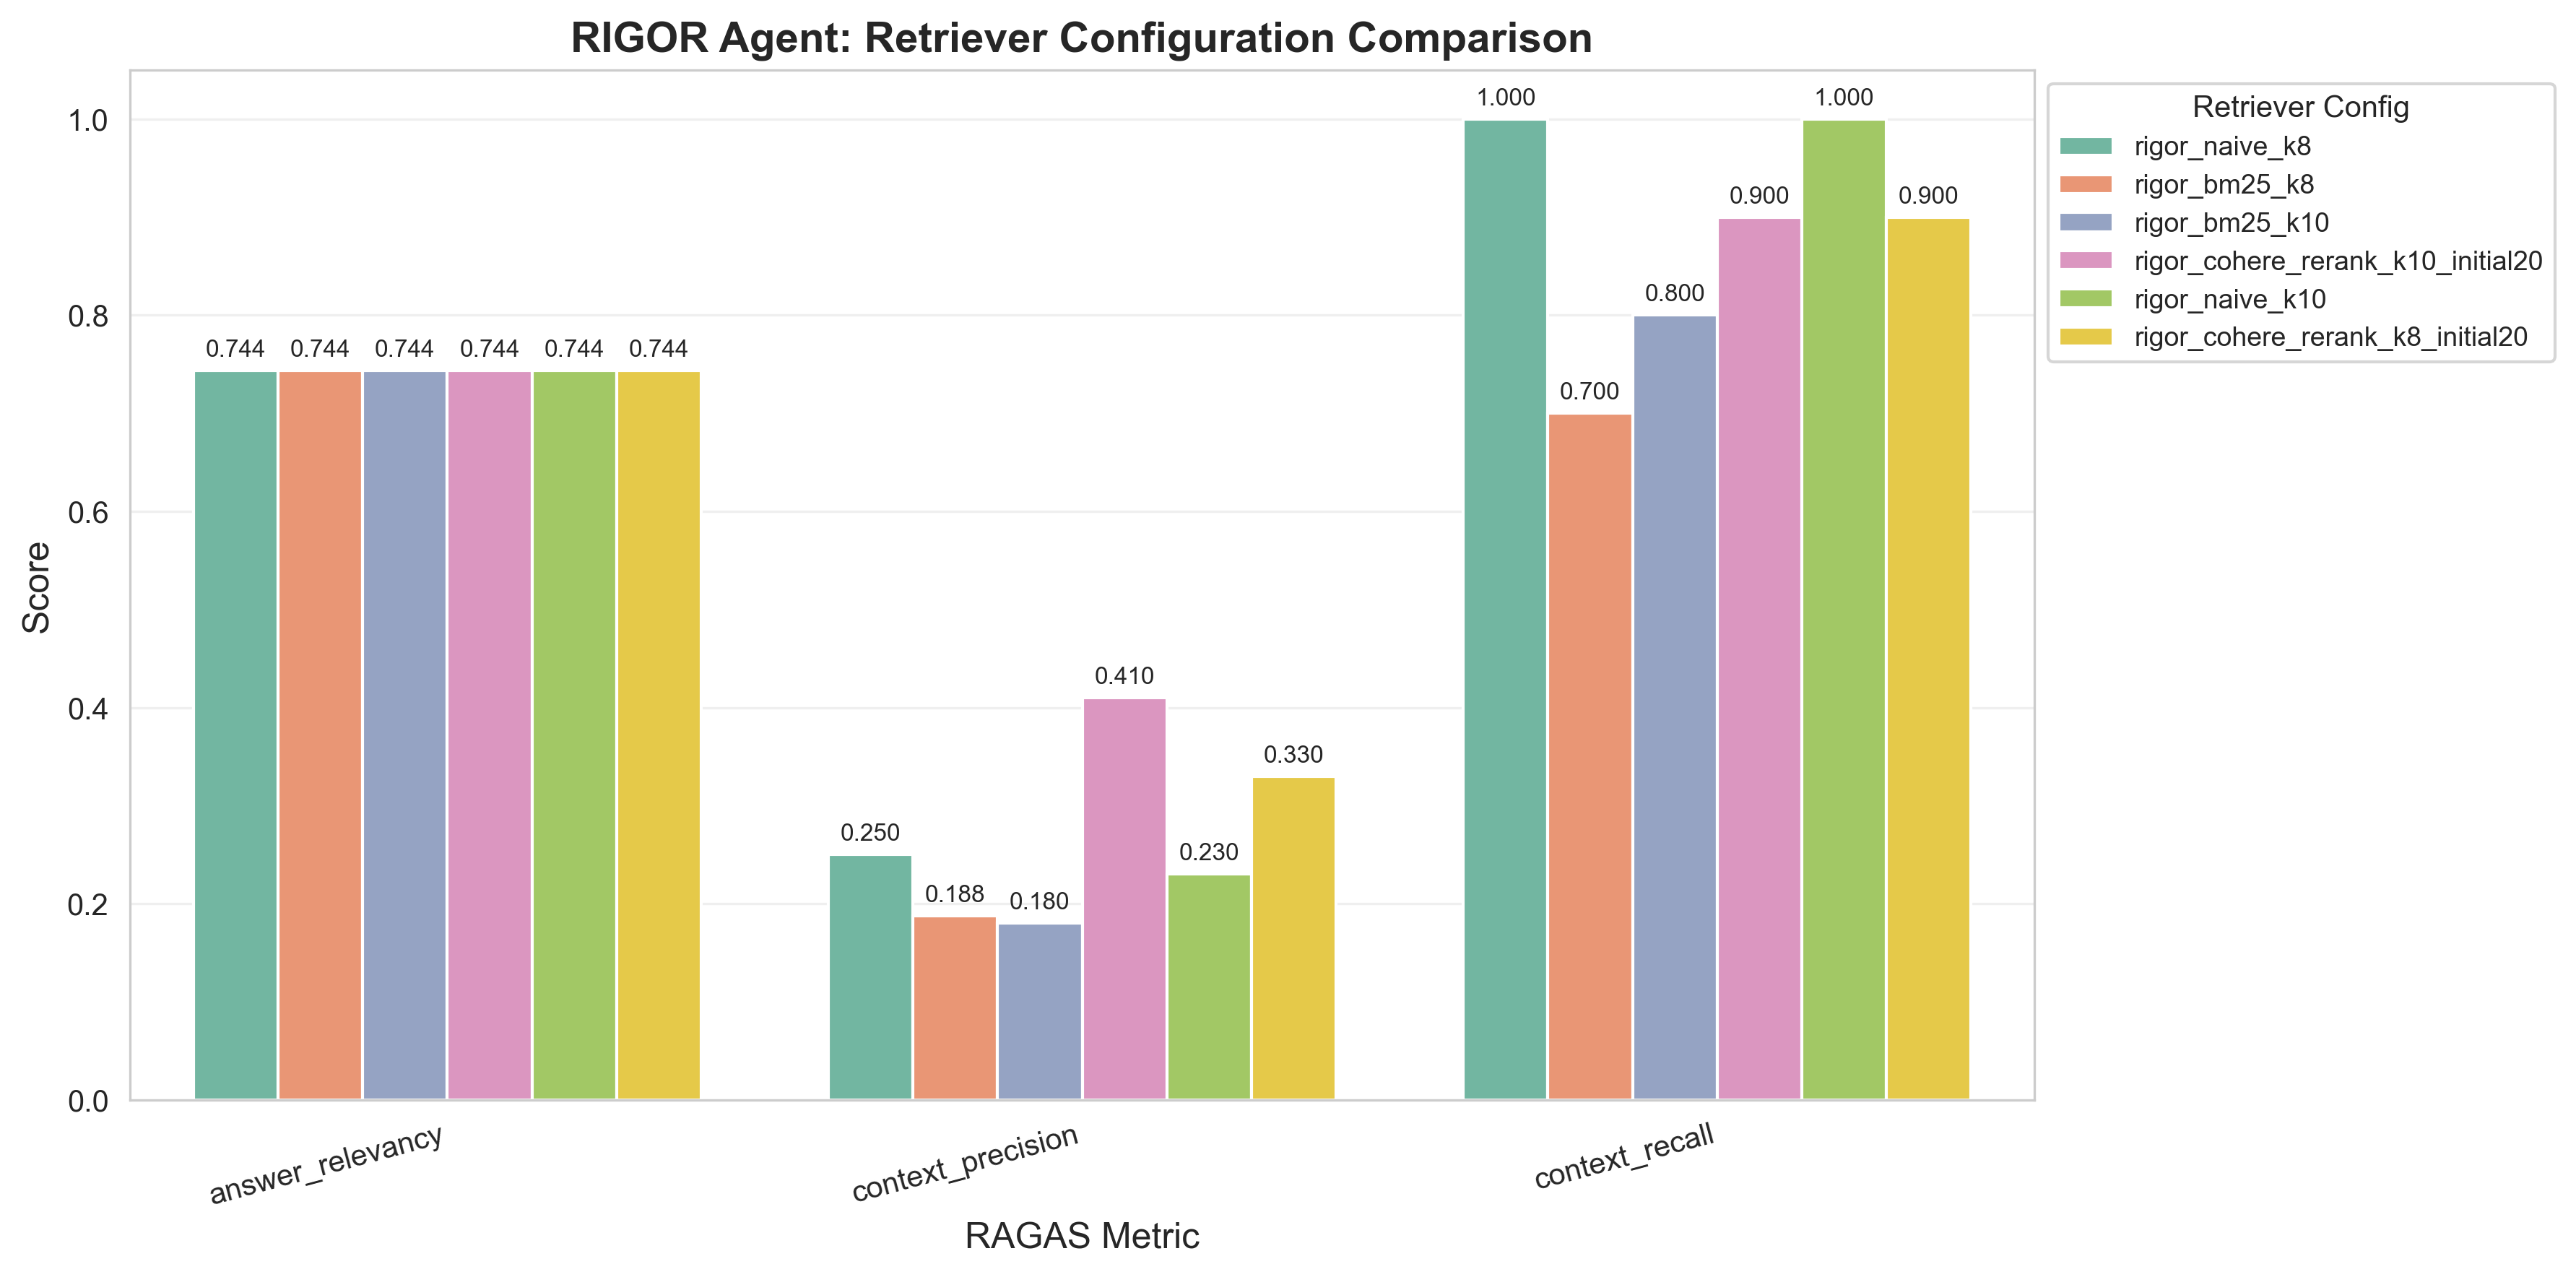 RIGOR Agent: Retriever Configuration Comparison
Score
1.0
0.8
0.6
0.4
0.2
0.0
0.744 0.744 0.744 0.744 0.744 0.744
0.250
0.188
0.180
0.410
0.230
0.330
1.000
0.700
0.800
0.900
1.000
0.900
answer_relevancy
context_precision
context_recall
RAGAS Metric
Retriever Config
rigor_naive_k8
rigor_bm25_k8
rigor_bm25_k10
rigor_cohere_rerank_k10_initial20
rigor_naive_k10
rigor_cohere_rerank_k8_initial20